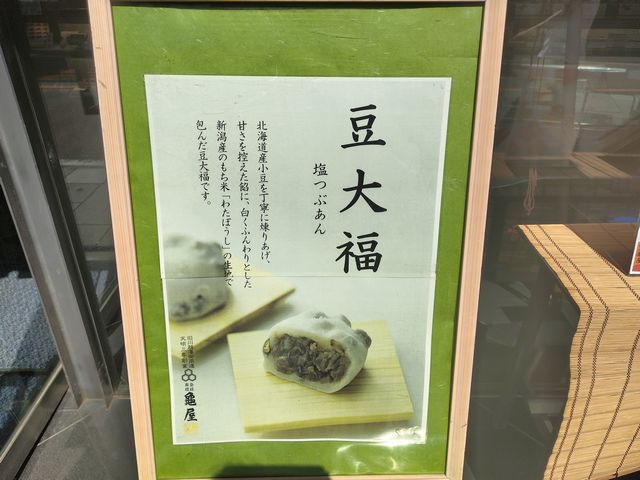 豆大福
塩つぶあん
北海道産小豆を丁寧に煉りあげ、
甘さを控えた餡に、白くふんわりとした
新潟産のもち米「わたぼうし」の生地で
包んだ豆大福です。
亀屋